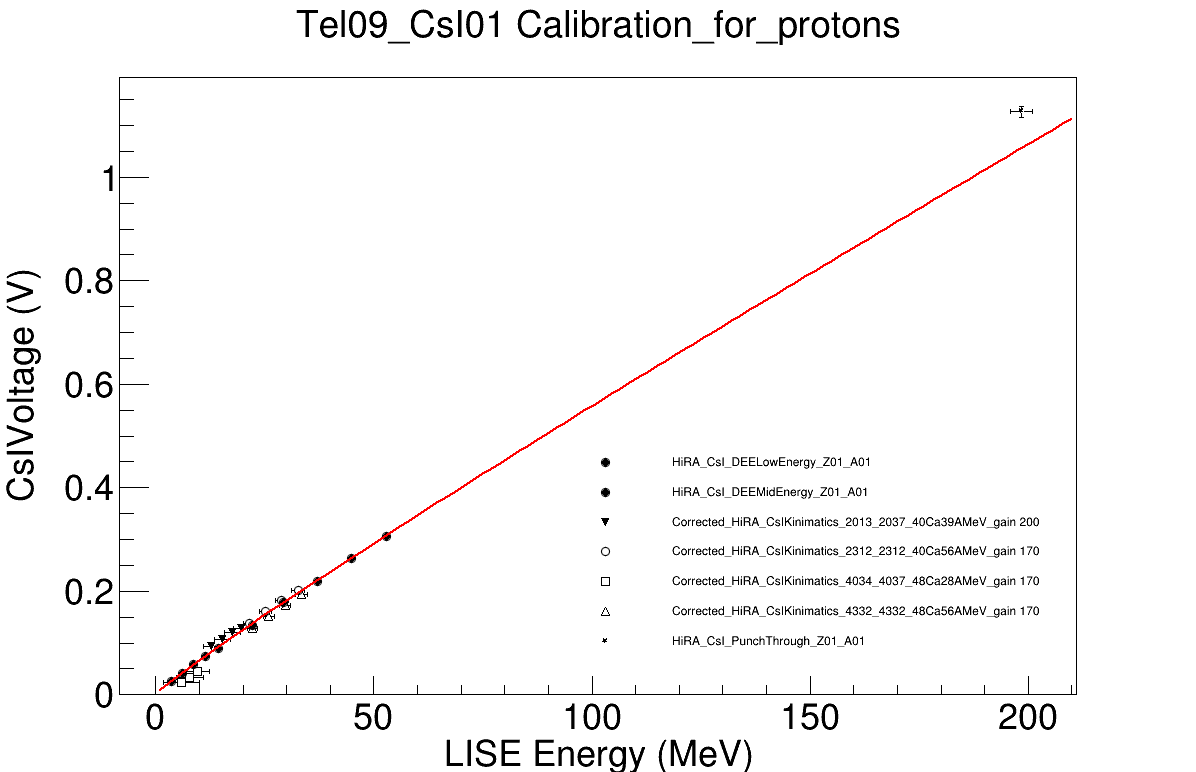 Tel09_CsI01 Calibration_for_protons
CsIVoltage (V)
1
0.8
0.6
0.4
0.2
0
HiRA_CsI_DEELowEnergy_Z01_A01
HiRA_CsI_DEEMidEnergy_Z01_A01
Corrected_HiRA_CsIKinimatics_2013_2037_40Ca39AMeV_gain 200
Corrected_HiRA_CsIKinimatics_2312_2312_40Ca56AMeV_gain 170
Corrected_HiRA_CsIKinimatics_4034_4037_48Ca28AMeV_gain 170
Corrected_HiRA_CsIKinimatics_4332_4332_48Ca56AMeV_gain 170
HiRA_CsI_PunchThrough_Z01_A01
0 50 100 150 200
LISE Energy (MeV)